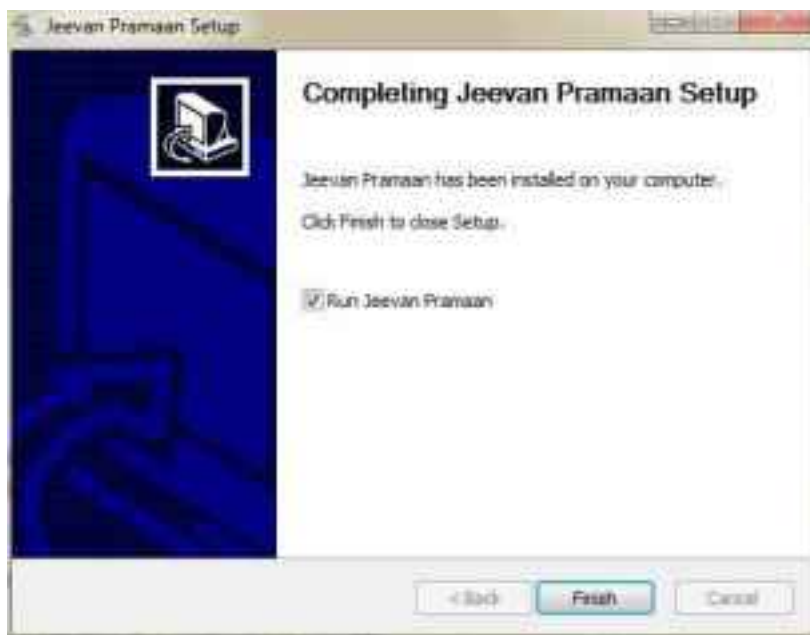 Jeevan Pramaan Setup
Completing Jeevan Pramaan Setup
Jeevan Pramaan has been installed on your computer.
Click Finish to close Setup.
Run Jeevan Pramaan
< Back
Finish
Cancel